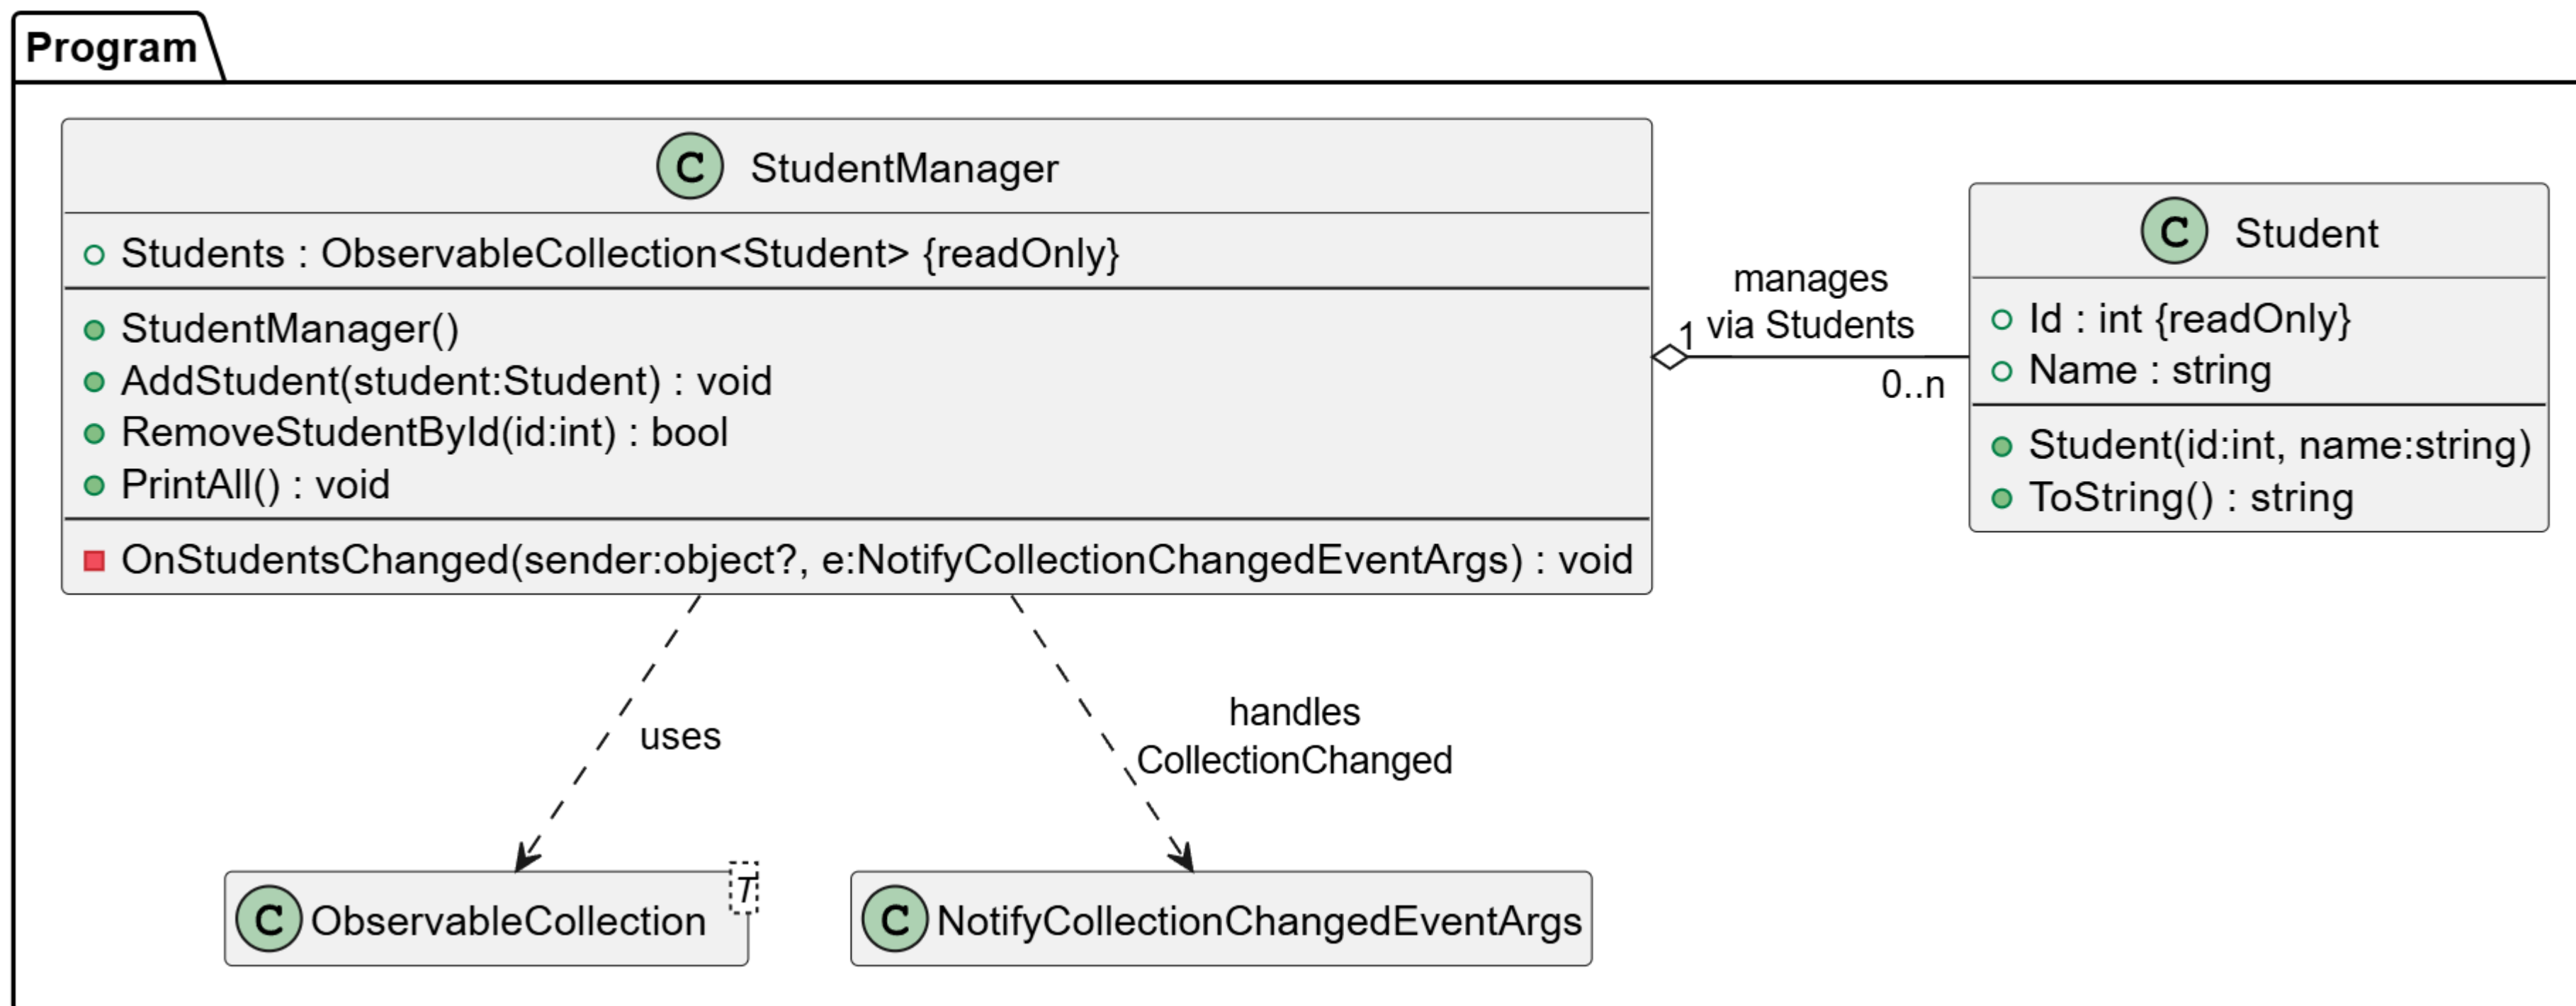 Program
C StudentManager
Students : ObservableCollection<Student> {readOnly}
StudentManager()
AddStudent(student:Student) : void
RemoveStudentById(id:int) : bool
PrintAll() : void
OnStudentsChanged(sender:object?, e:NotifyCollectionChangedEventArgs) : void
manages
via Students
1
0..n
C Student
Id : int {readOnly}
Name : string
Student(id:int, name:string)
ToString() : string
uses
handles
CollectionChanged
C ObservableCollection
T
C NotifyCollectionChangedEventArgs